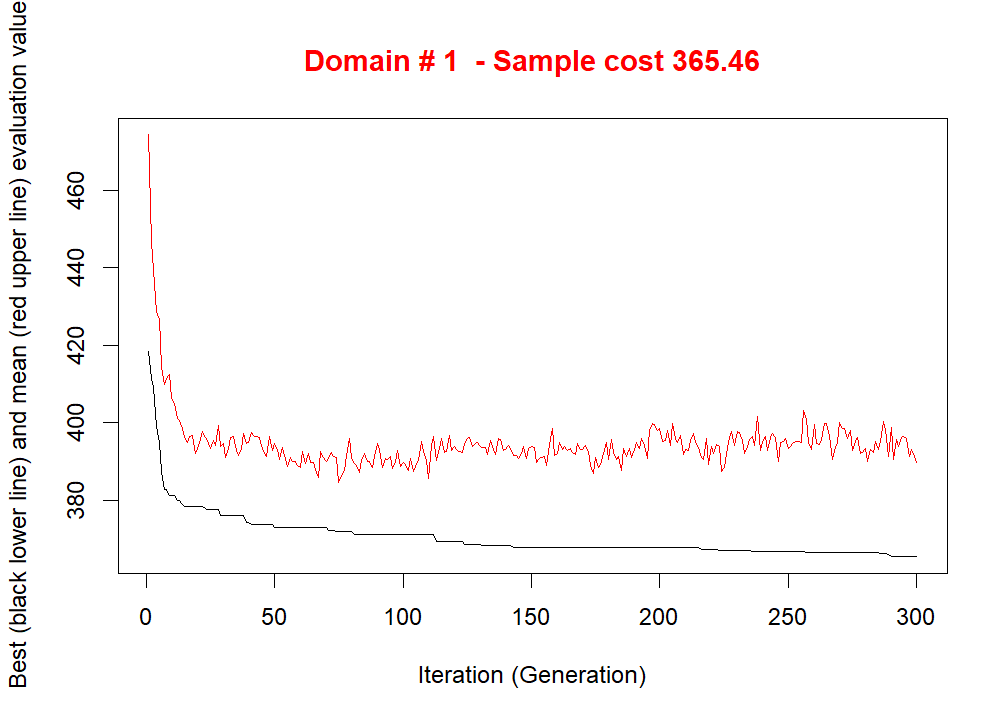 Domain # 1  - Sample cost 365.46
Best (black lower line) and mean (red upper line) evaluation value
460
440
420
400
380
0 50 100 150 200 250 300
Iteration (Generation)